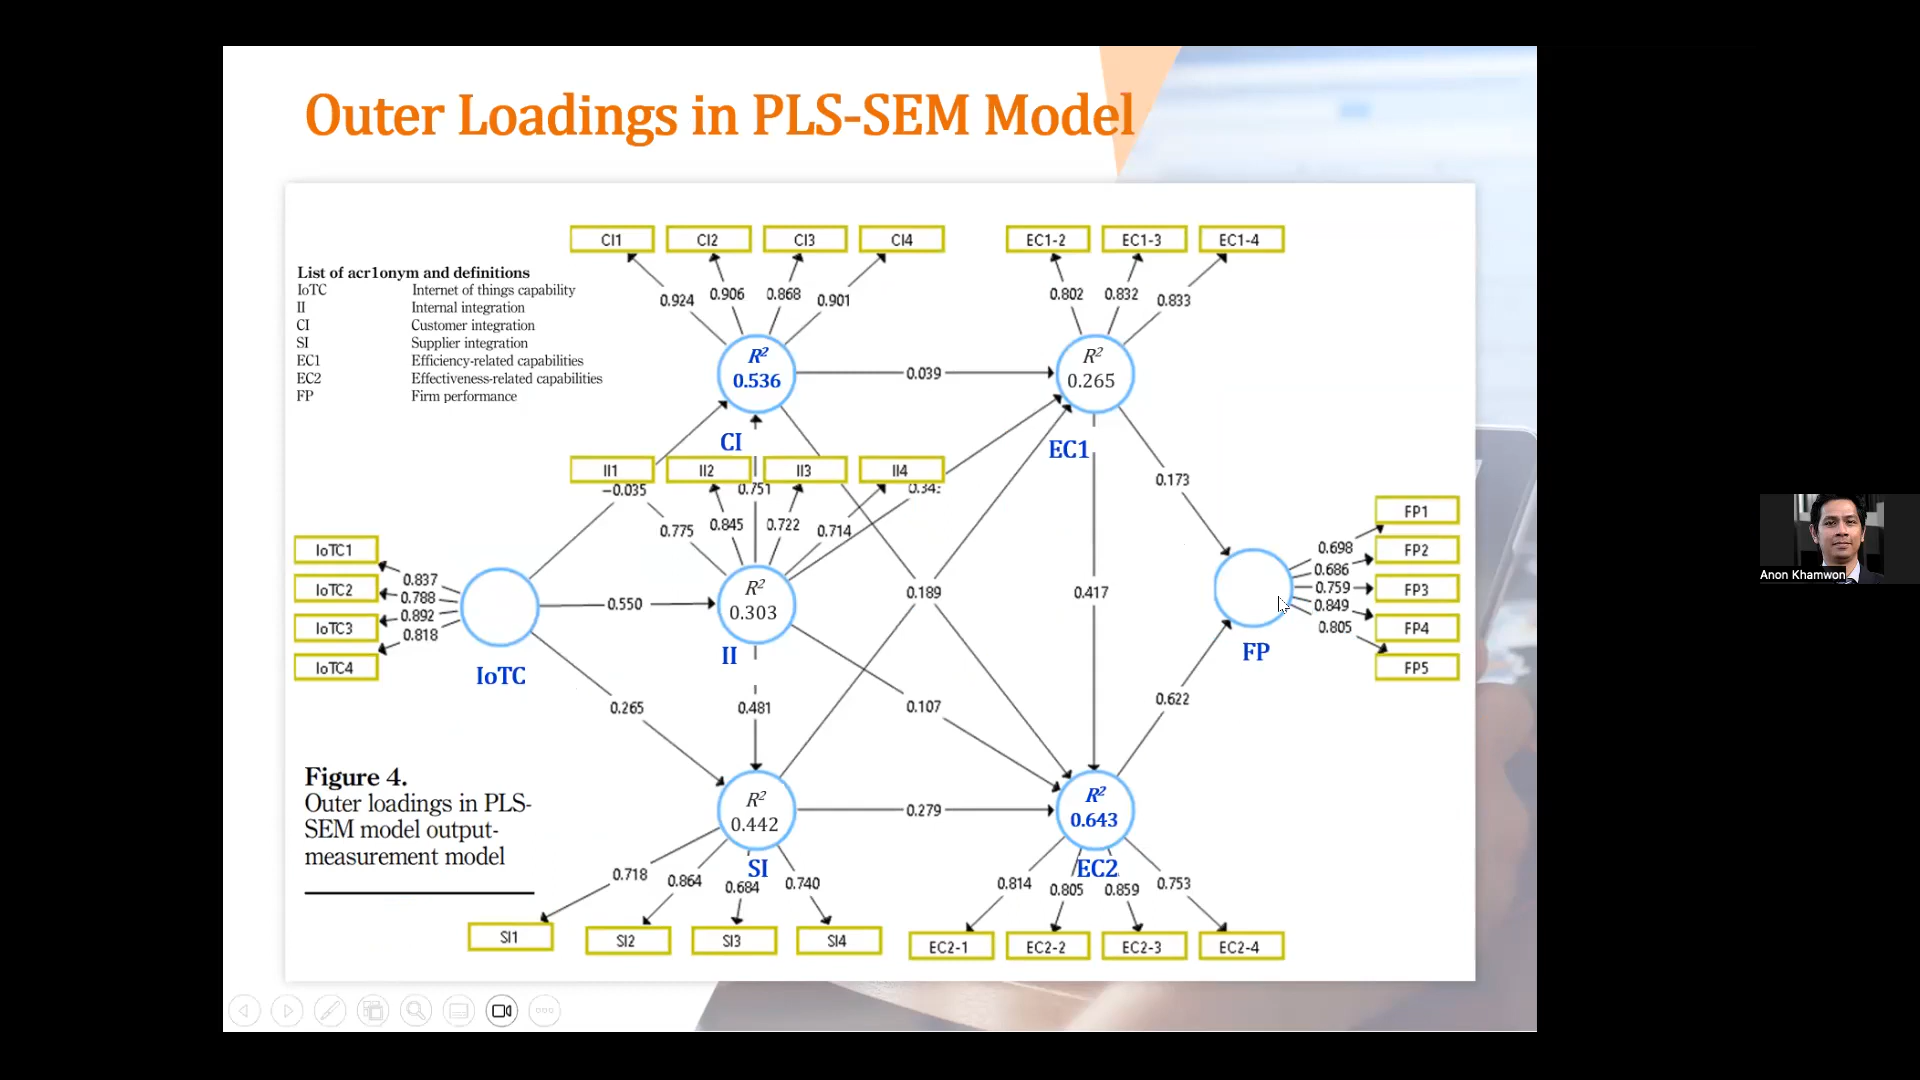 Outer Loadings in PLS-SEM Model
CI1 CI2 CI3 CI4 EC1-2 EC1-3 EC1-4
List of acr1onym and definitions
IoTC Internet of things capability
II Internal integration
CI Customer integration
SI Supplier integration
EC1 Efficiency-related capabilities
EC2 Effectiveness-related capabilities
FP Firm performance
0.924 0.906 0.868 0.901 0.802 0.832 0.833
R² R²
0.536 0.039 0.265
CI EC1
II1 II2 II3 II4
−0.035 0.751 0.173
0.775 0.845 0.722 0.714
FP1
IoTC1 0.698 FP2
0.837 0.686
IoTC2 0.788 0.759 FP3
0.892 0.849
IoTC3 0.818 0.805 FP4
IoTC4 FP5
R²
0.550 0.303 0.189 0.417
IoTC II FP
0.265 0.481 0.107 0.622
Figure 4.
Outer loadings in PLS-
SEM model output-
measurement model
R² R²
0.442 0.279 0.643
SI EC2
0.718 0.864 0.684 0.740 0.814 0.805 0.859 0.753
SI1 SI2 SI3 SI4 EC2-1 EC2-2 EC2-3 EC2-4
Anon Khamwon